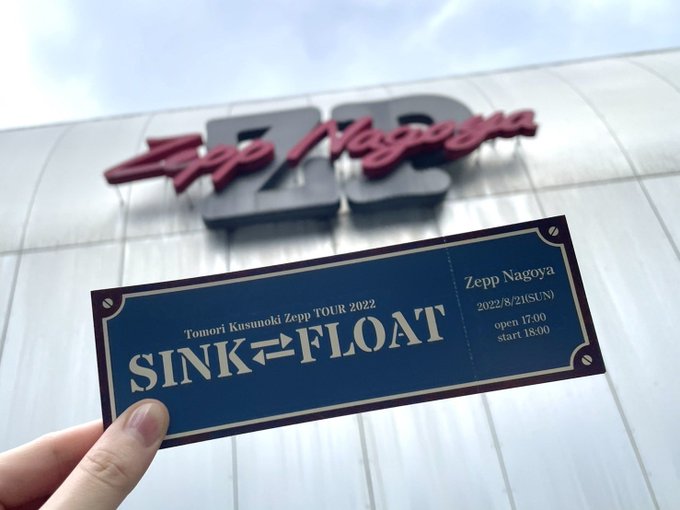 Zepp Nagoya
Tomori Kusunoki Zepp TOUR 2022
SINK⇄FLOAT
Zepp Nagoya
2022/8/21(SUN)
open 17:00
start 18:00